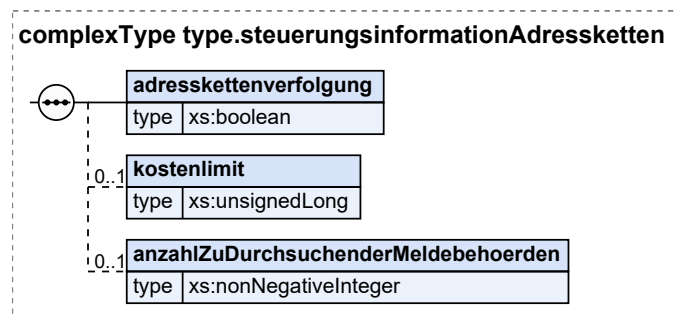 complexType type.steuerungsinformationAdressketten
adresskettenverfolgung
type xs:boolean
0..1 kostenlimit
type xs:unsignedLong
0..1 anzahlZuDurchsuchenderMeldebehoerden
type xs:nonNegativeInteger